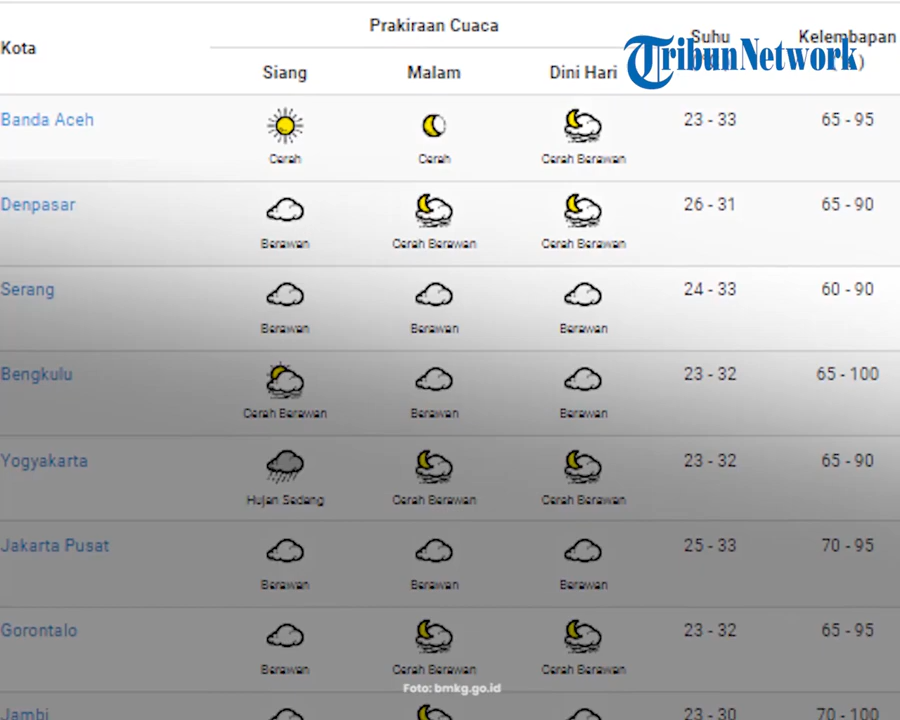 Prakiraan Cuaca
Kota
Suhu
Kelembapan
Siang
Malam
Dini Hari
TribunNetwork
Banda Aceh
23 - 33
65 - 95
Cerah
Cerah
Cerah Berawan
Denpasar
26 - 31
65 - 90
Berawan
Cerah Berawan
Cerah Berawan
Serang
24 - 33
60 - 90
Berawan
Berawan
Berawan
Bengkulu
23 - 32
65 - 100
Cerah Berawan
Berawan
Berawan
Yogyakarta
23 - 32
65 - 90
Hujan Sedang
Cerah Berawan
Cerah Berawan
Jakarta Pusat
25 - 33
70 - 95
Berawan
Berawan
Berawan
Gorontalo
23 - 32
65 - 95
Berawan
Cerah Berawan
Cerah Berawan
Foto: bmkg.go.id
Jambi
23 - 30
70 - 100